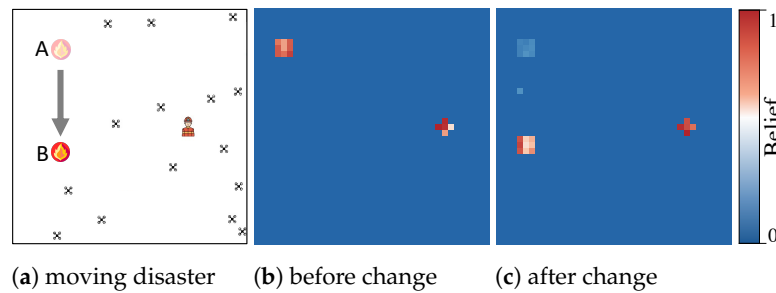 A
B
1
Belief
0
(a) moving disaster
(b) before change
(c) after change